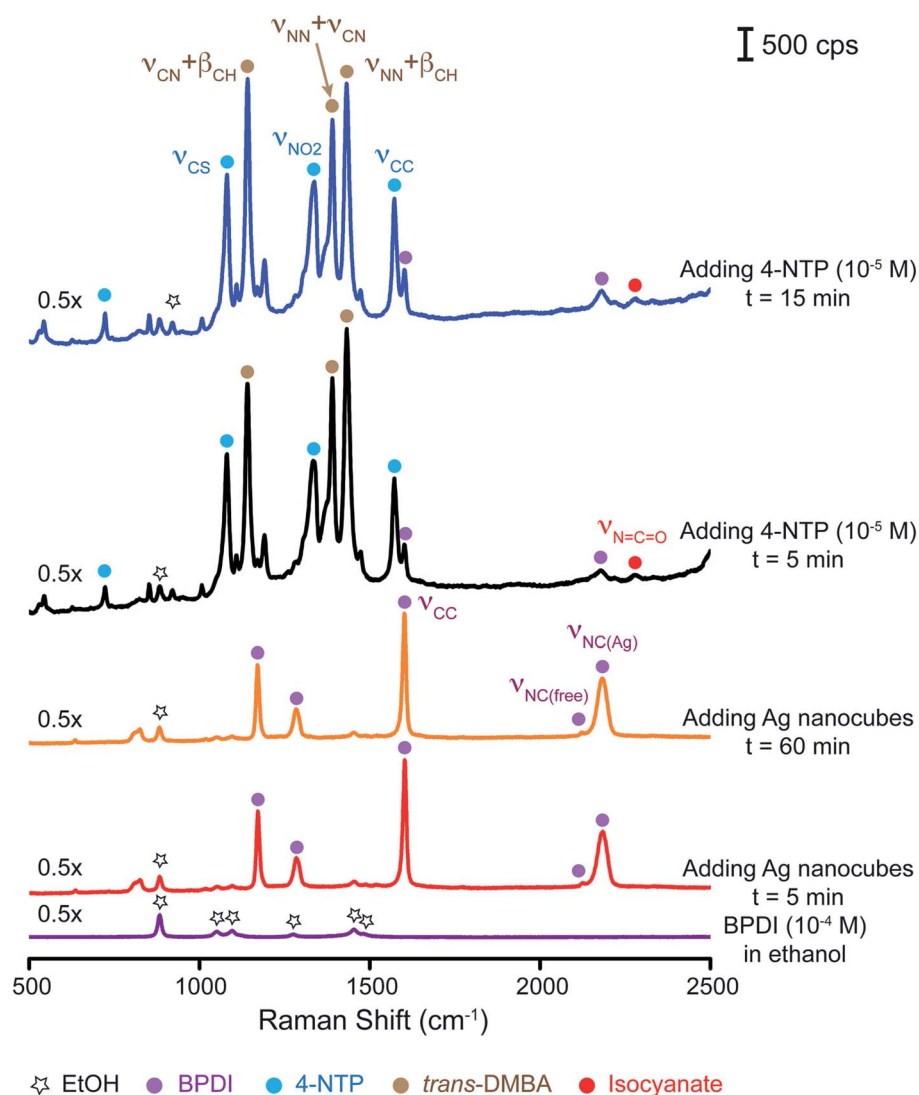 νNN+νCN
500 cps
νCN+βCH
νNN+βCH
νCS
νNO2
νCC
0.5x
Adding 4-NTP (10-5 M)
t = 15 min
0.5x
νN=C=O
Adding 4-NTP (10-5 M)
t = 5 min
νCC
νNC(Ag)
νNC(free)
0.5x
Adding Ag nanocubes
t = 60 min
0.5x
Adding Ag nanocubes
t = 5 min
0.5x
BPDI (10-4 M)
in ethanol
500 1000 1500 2000 2500
Raman Shift (cm-1)
EtOH BPDI 4-NTP trans-DMBA Isocyanate